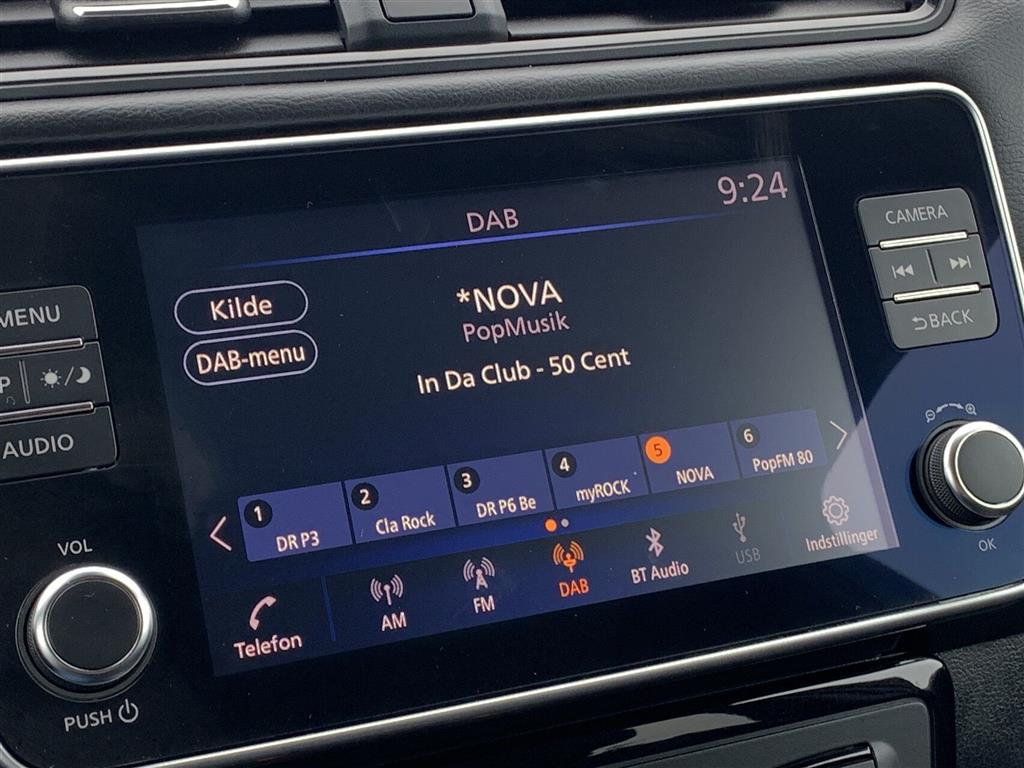 9:24
DAB
CAMERA
Kilde
*NOVA
PopMusik
MENU
DAB-menu
In Da Club - 50 Cent
BACK
P
AUDIO
1
2
3
4
5
6
DR P3
Cla Rock
DR P6 Be
myROCK
NOVA
PopFM 80
VOL
Telefon
AM
FM
DAB
BT Audio
USB
Indstillinger
OK
PUSH